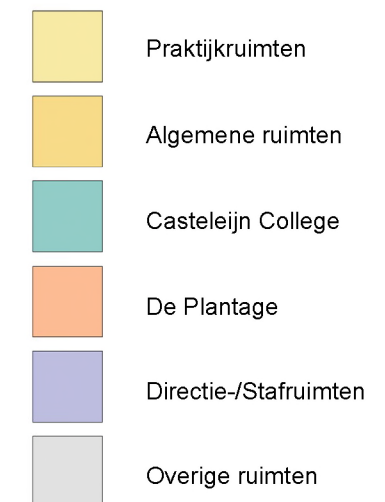 Praktijkruimten
Algemene ruimten
Casteleijn College
De Plantage
Directie-/Stafruimten
Overige ruimten